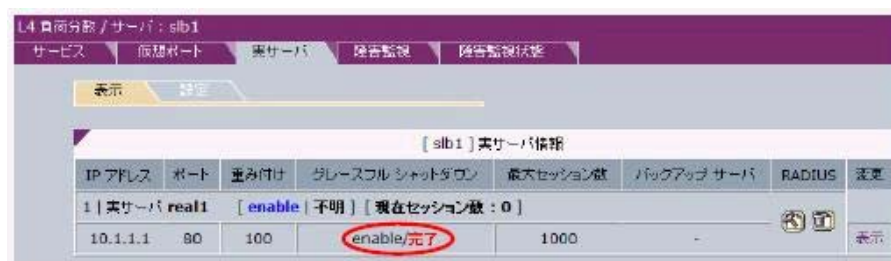 L4 負荷分散 / サーバ : slb1
サービス 仮想ポート 実サーバ 障害監視 障害監視状態
表示 設定
[ slb1 ] 実サーバ情報
IP アドレス ポート 重み付け グレースフル シャットダウン 最大セッション数 バックアップ サーバ RADIUS 変更
1 | 実サーバ real1 [ enable | 不明 ] [ 現在セッション数 : 0 ]
10.1.1.1 80 100 enable/完了 1000 - 表示